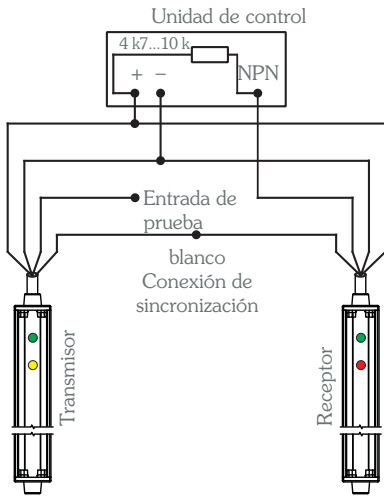 Unidad de control
4 k7...10 k
+ − NPN
Entrada de
prueba
blanco
Conexión de
sincronización
Transmisor
Receptor